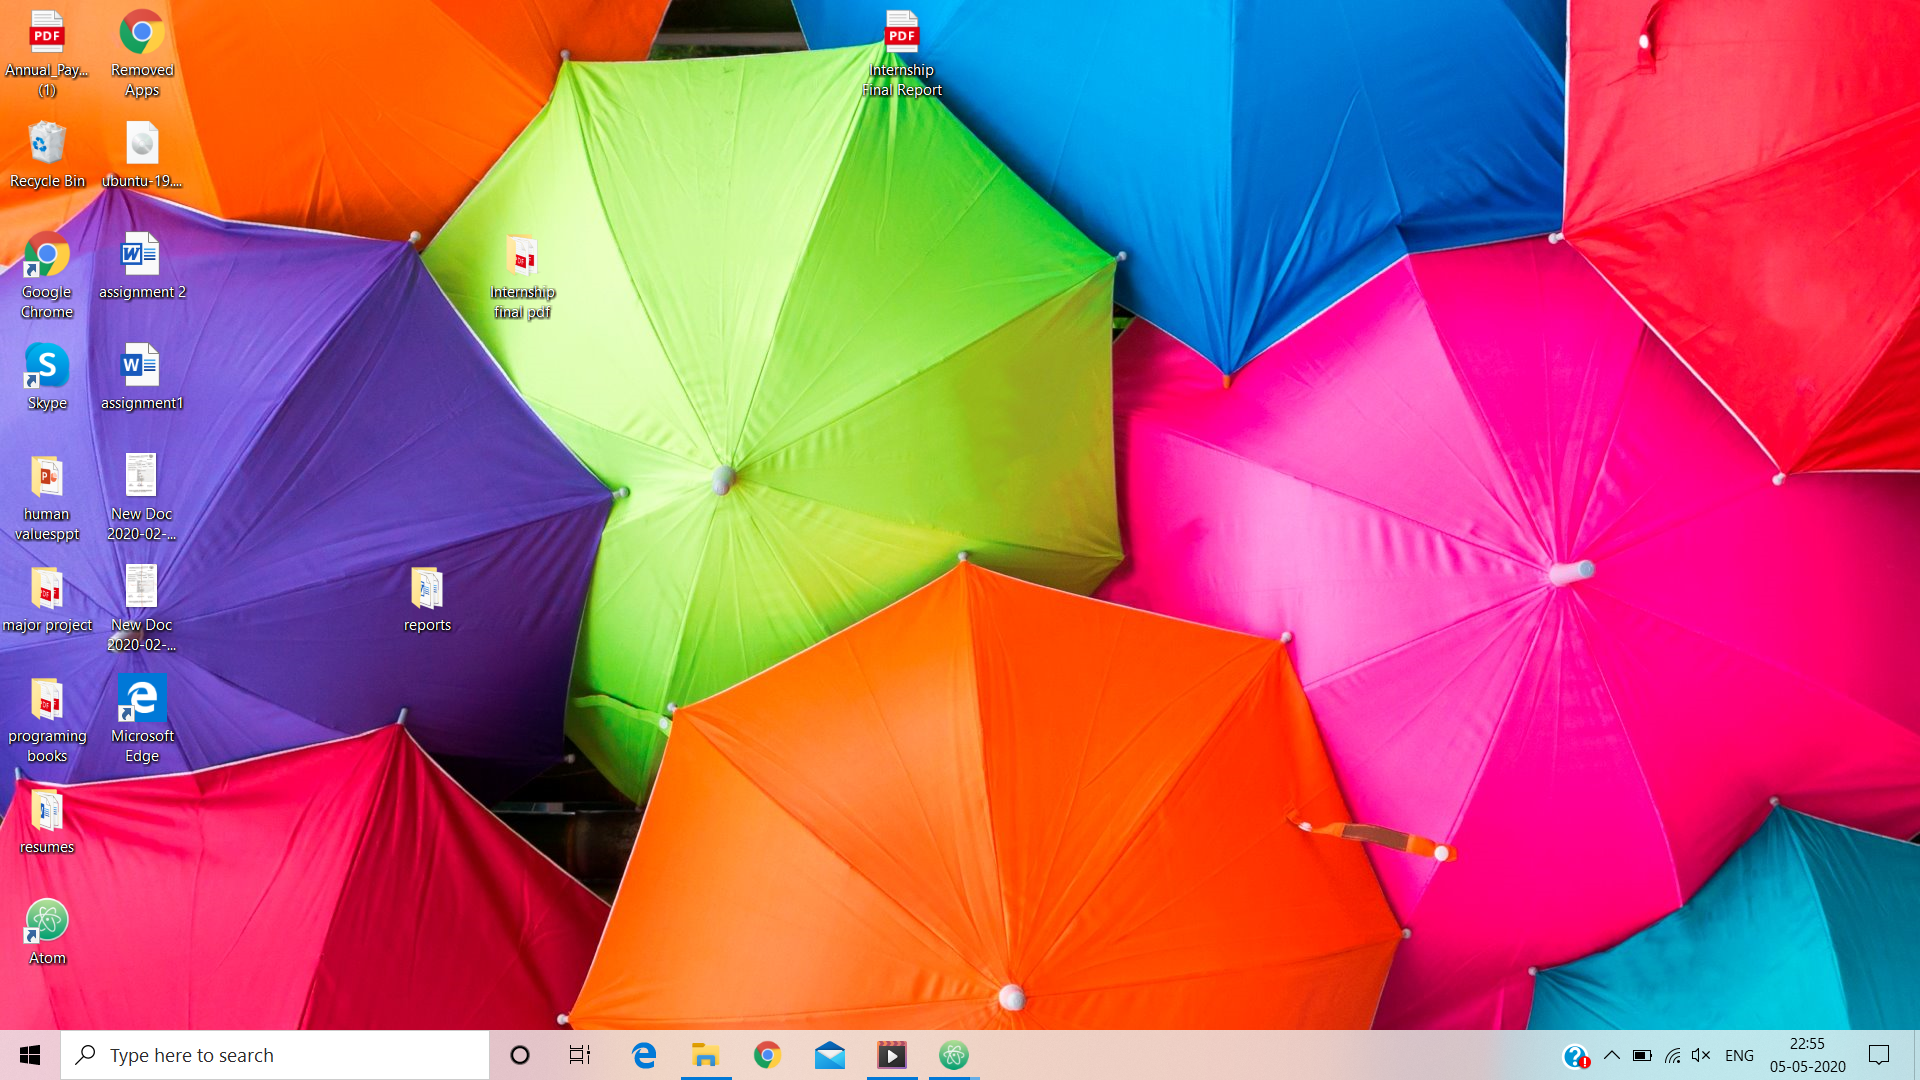 Annual_Pay...
(1)
Removed
Apps
Internship
Final Report
Recycle Bin
ubuntu-19....
Google
Chrome
assignment 2
Internship
final pdf
Skype
assignment1
human
valuesppt
New Doc
2020-02-...
major project
New Doc
2020-02-...
reports
programing
books
Microsoft
Edge
resumes
Atom
Type here to search
ENG
22:55
05-05-2020